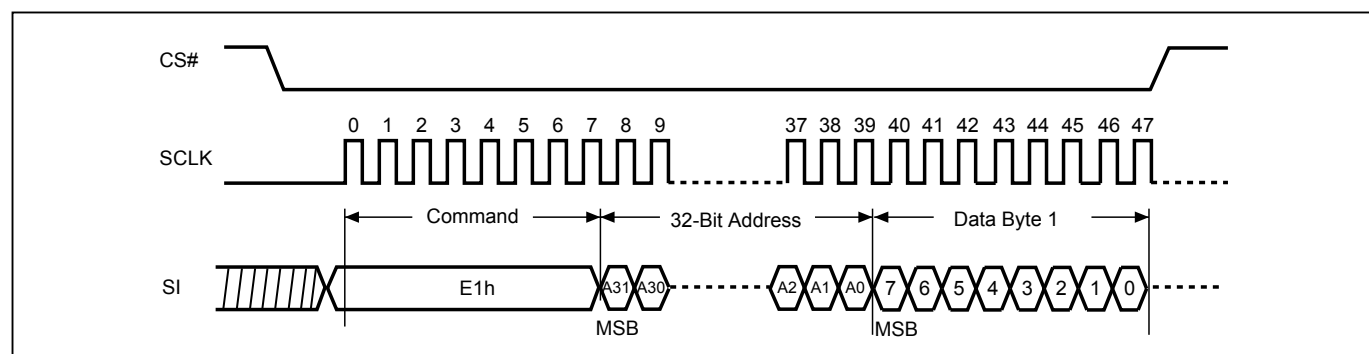 CS#
0 1 2 3 4 5 6 7 8 9 37 38 39 40 41 42 43 44 45 46 47
SCLK
Command 32-Bit Address Data Byte 1
SI E1h A31 A30 A2 A1 A0 7 6 5 4 3 2 1 0
MSB MSB